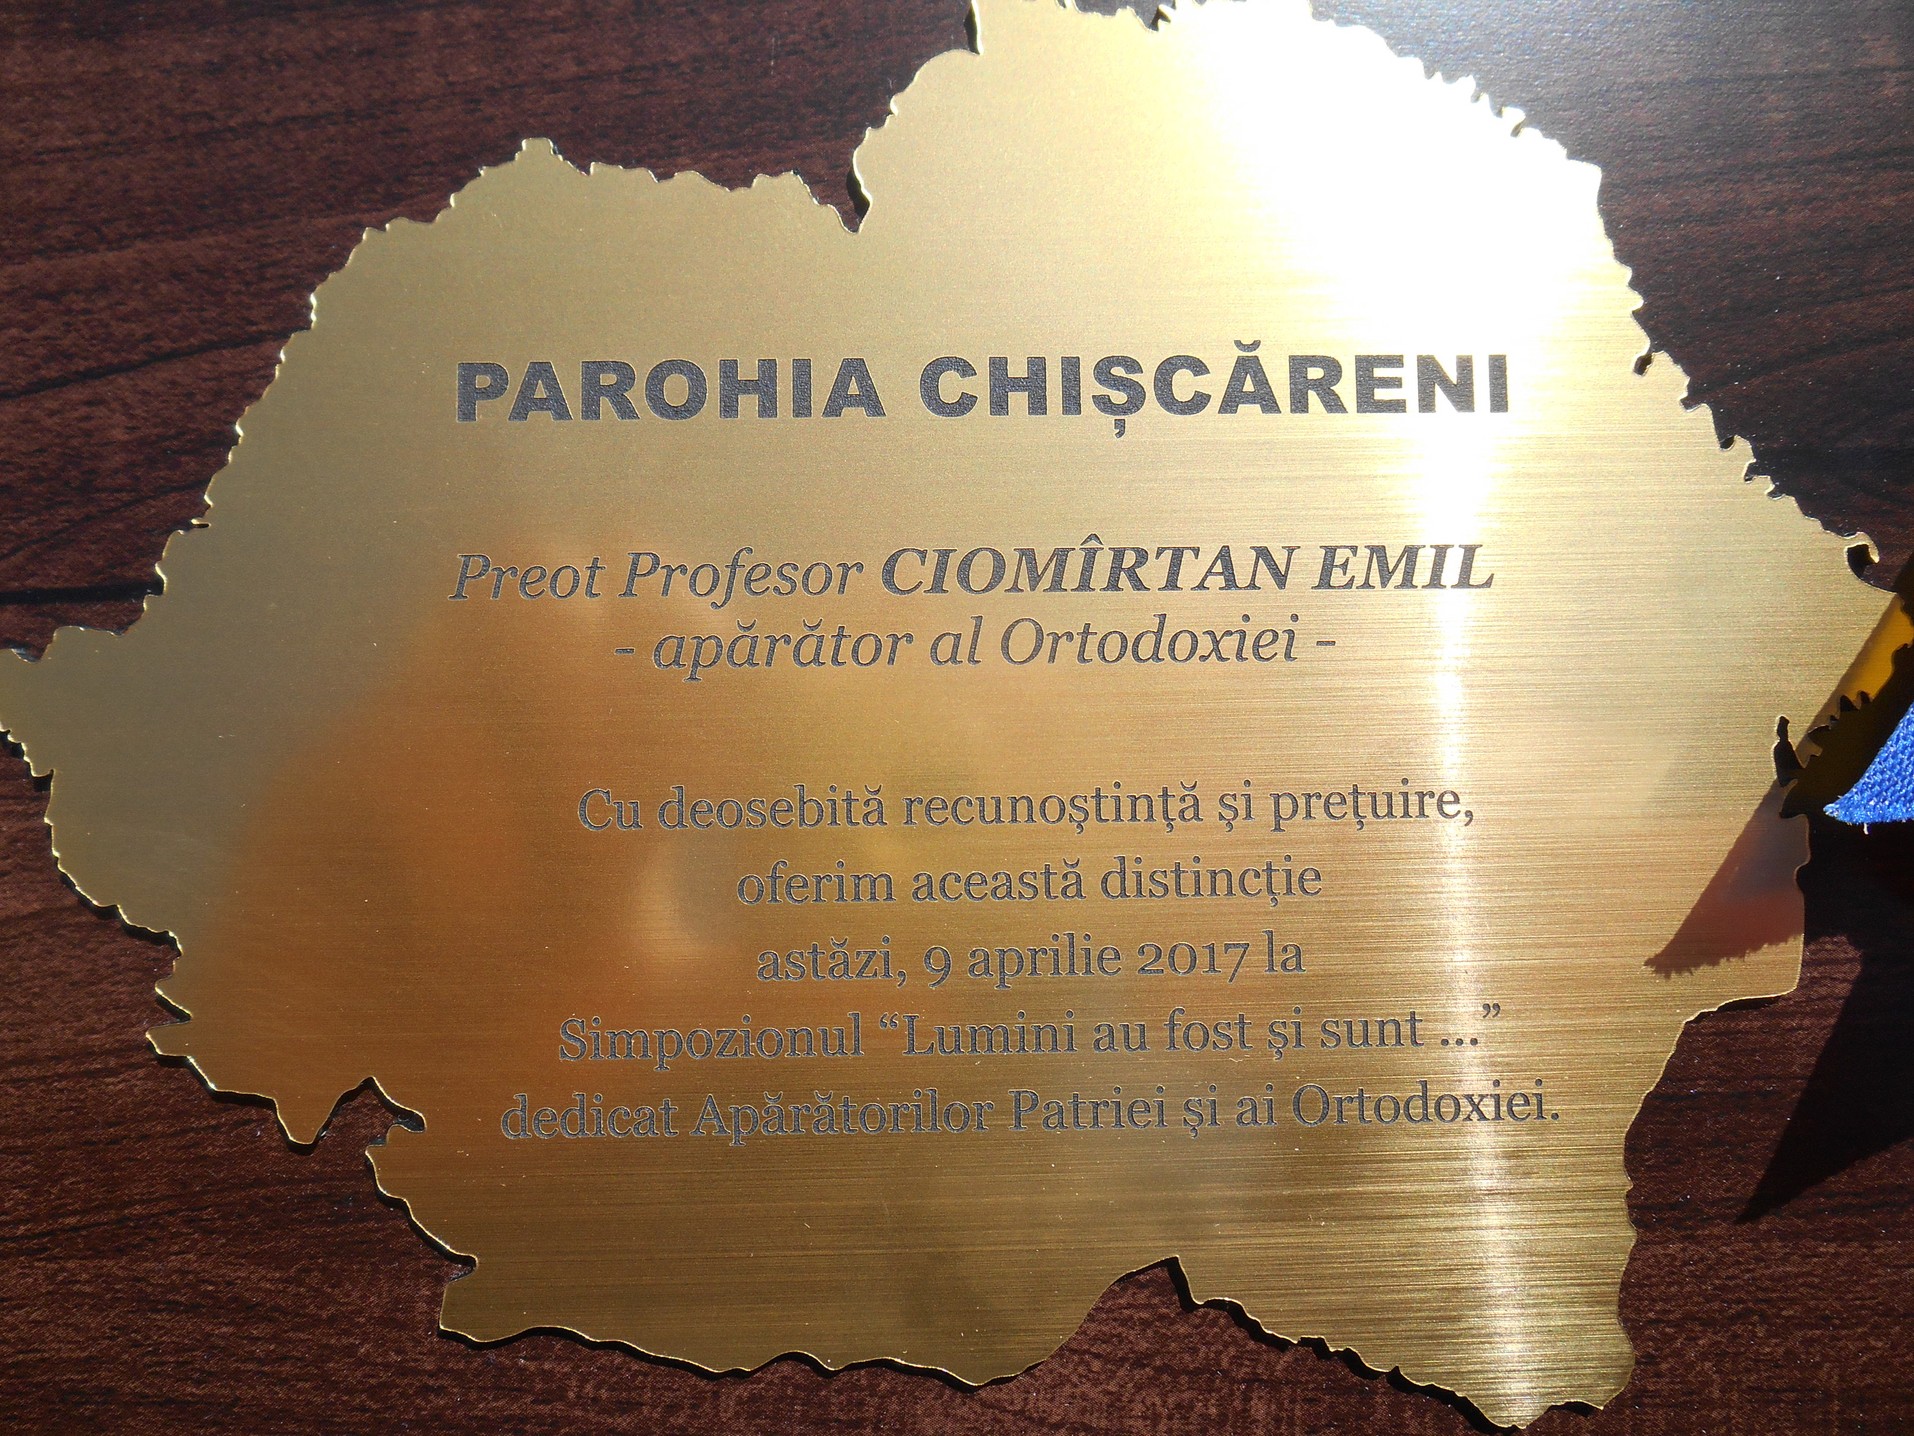 PAROHIA CHIȘCĂRENI
Preot Profesor CIOMÎRTAN EMIL
- apărător al Ortodoxiei -
Cu deosebită recunoștință și prețuire,
oferim această distincție
astăzi, 9 aprilie 2017 la
Simpozionul “Lumini au fost și sunt ...”
dedicat Apărătorilor Patriei și ai Ortodoxiei.